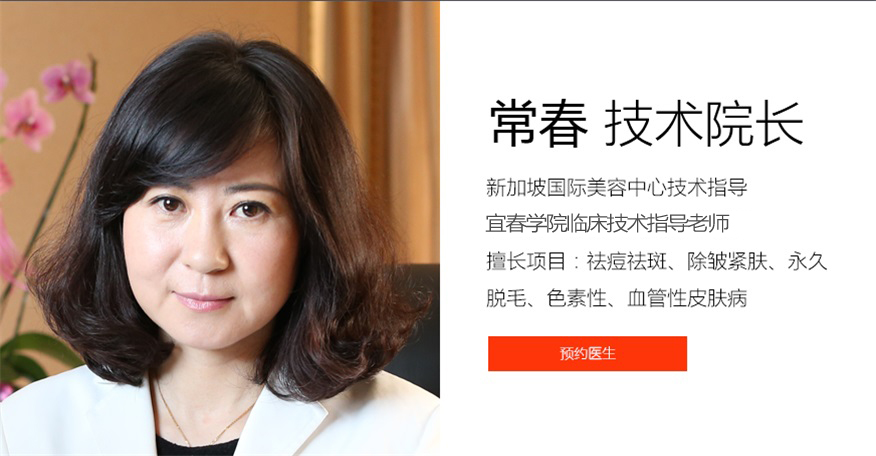 常春 技术院长
新加坡国际美容中心技术指导
宜春学院临床技术指导老师
擅长项目：祛痘祛斑、除皱紧肤、永久
脱毛、色素性、血管性皮肤病
预约医生